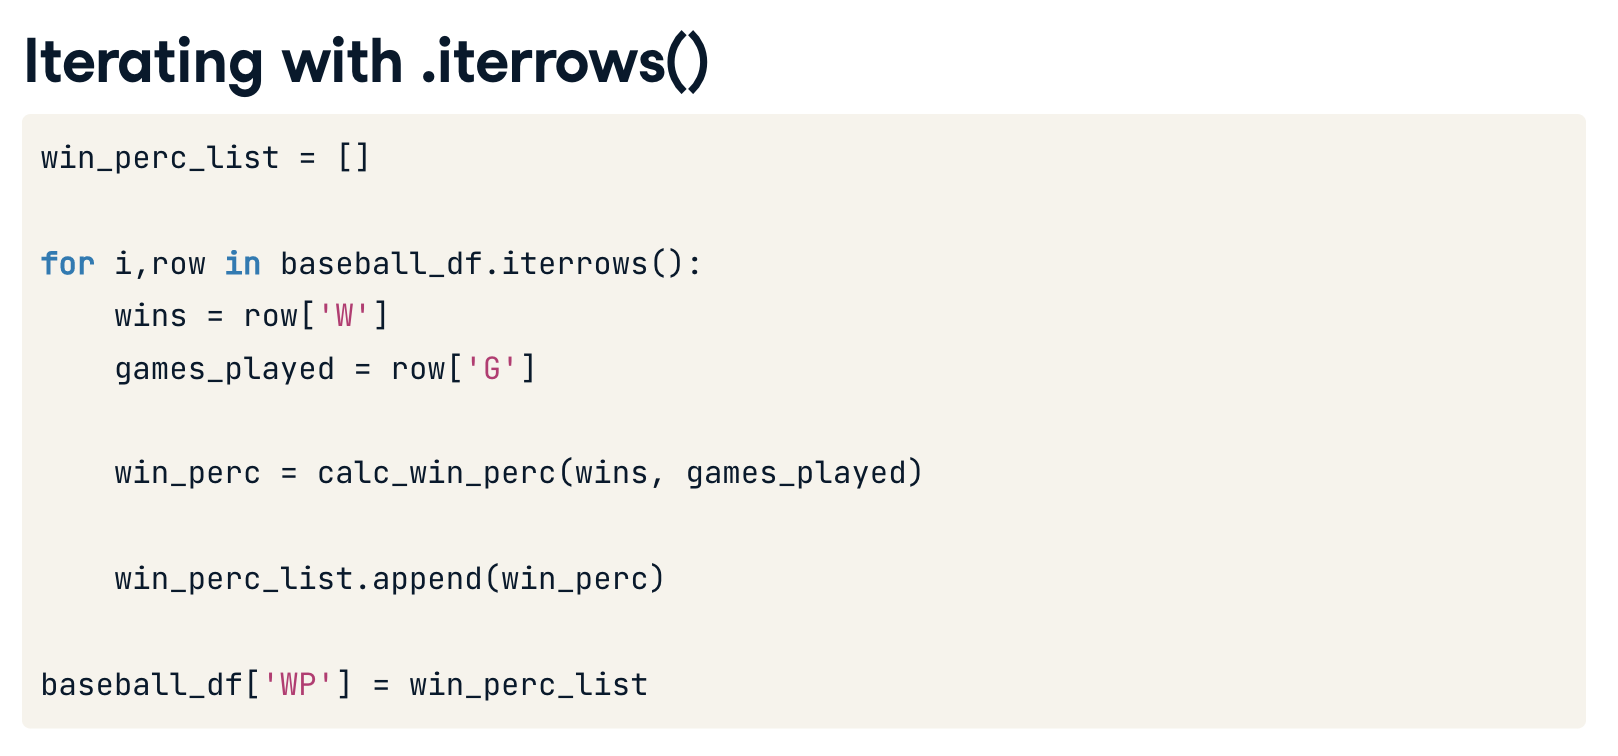 Iterating with .iterrows()
win_perc_list = []
for i,row in baseball_df.iterrows():
    wins = row['W']
    games_played = row['G']
    win_perc = calc_win_perc(wins, games_played)
    win_perc_list.append(win_perc)
baseball_df['WP'] = win_perc_list